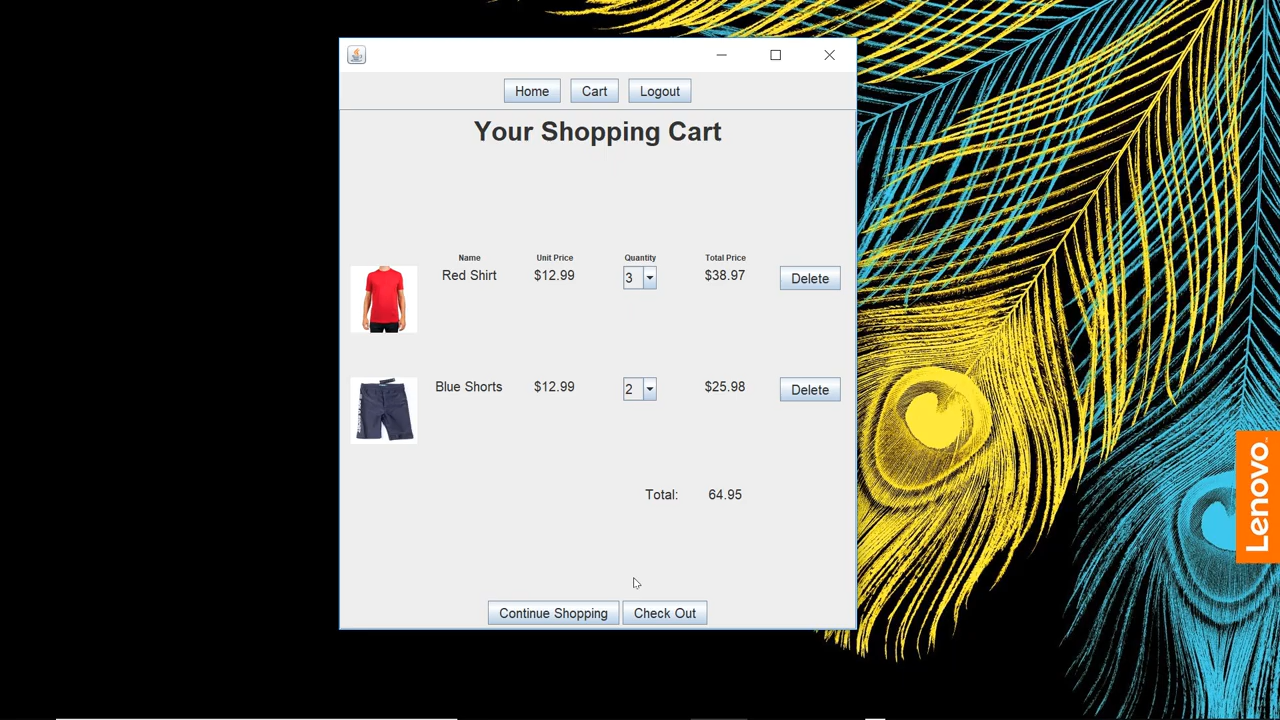 Home Cart Logout
Your Shopping Cart
Name Unit Price Quantity Total Price
Red Shirt $12.99 3 $38.97 Delete
Blue Shorts $12.99 2 $25.98 Delete
Total: 64.95
Continue Shopping Check Out
Lenovo